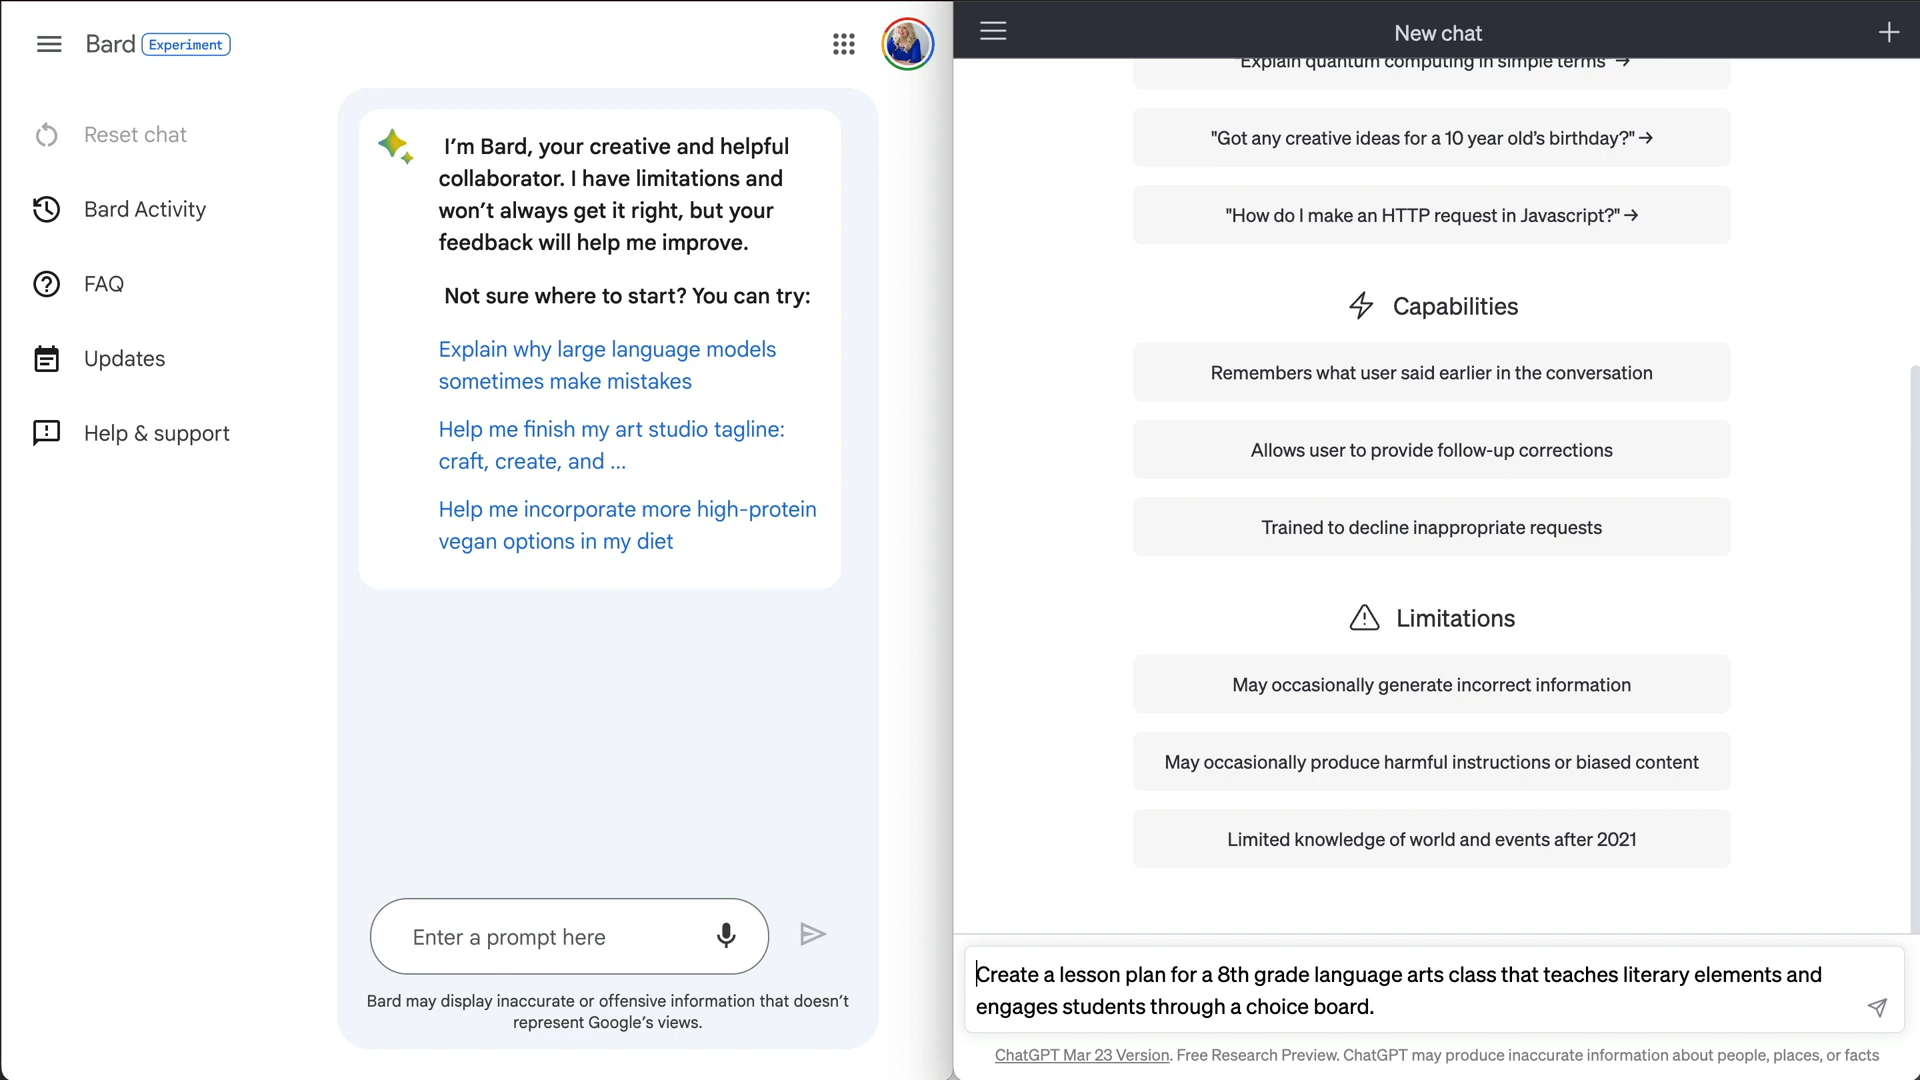 Bard Experiment
Reset chat
Bard Activity
FAQ
Updates
Help & support
I’m Bard, your creative and helpful
collaborator. I have limitations and
won’t always get it right, but your
feedback will help me improve.
Not sure where to start? You can try:
Explain why large language models
sometimes make mistakes
Help me finish my art studio tagline:
craft, create, and ...
Help me incorporate more high-protein
vegan options in my diet
Enter a prompt here
Bard may display inaccurate or offensive information that doesn’t
represent Google’s views.
New chat
"Explain quantum computing in simple terms" →
"Got any creative ideas for a 10 year old’s birthday?" →
"How do I make an HTTP request in Javascript?" →
Capabilities
Remembers what user said earlier in the conversation
Allows user to provide follow-up corrections
Trained to decline inappropriate requests
Limitations
May occasionally generate incorrect information
May occasionally produce harmful instructions or biased content
Limited knowledge of world and events after 2021
Create a lesson plan for a 8th grade language arts class that teaches literary elements and
engages students through a choice board.
ChatGPT Mar 23 Version. Free Research Preview. ChatGPT may produce inaccurate information about people, places, or facts